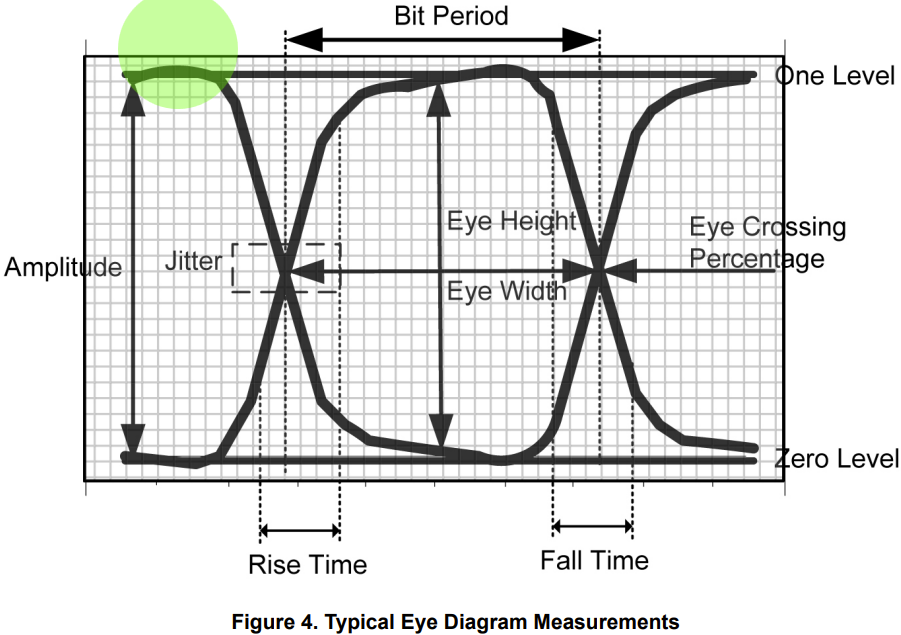 Bit Period
One Level
Eye Height
Eye Crossing
Percentage
Amplitude
Jitter
Eye Width
Zero Level
Rise Time
Fall Time
Figure 4. Typical Eye Diagram Measurements